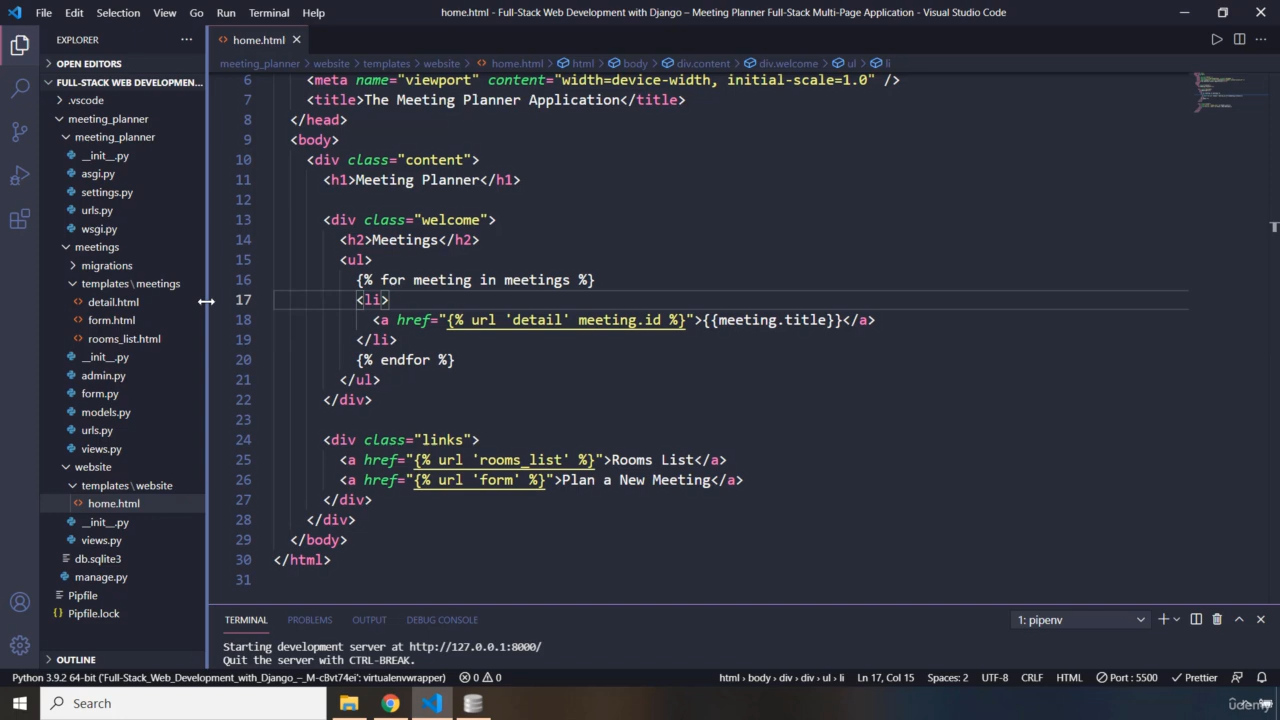 File Edit Selection View Go Run Terminal Help
home.html - Full-Stack Web Development with Django – Meeting Planner Full-Stack Multi-Page Application - Visual Studio Code
EXPLORER
OPEN EDITORS
FULL-STACK WEB DEVELOPMEN...
.vscode
meeting_planner
meeting_planner
__init__.py
asgi.py
settings.py
urls.py
wsgi.py
meetings
migrations
templates\meetings
detail.html
form.html
rooms_list.html
__init__.py
admin.py
form.py
models.py
urls.py
views.py
website
templates\website
home.html
__init__.py
views.py
db.sqlite3
manage.py
Pipfile
Pipfile.lock
OUTLINE
home.html
meeting_planner > website > templates > website > home.html > html > body > div.content > div.welcome > ul > li
6 <meta name="viewport" content="width=device-width, initial-scale=1.0" />
7 <title>The Meeting Planner Application</title>
8 </head>
9 <body>
10 <div class="content">
11 <h1>Meeting Planner</h1>
12
13 <div class="welcome">
14 <h2>Meetings</h2>
15 <ul>
16 {% for meeting in meetings %}
17 <li>
18 <a href="{% url 'detail' meeting.id %}">{{meeting.title}}</a>
19 </li>
20 {% endfor %}
21 </ul>
22 </div>
23
24 <div class="links">
25 <a href="{% url 'rooms_list' %}">Rooms List</a>
26 <a href="{% url 'form' %}">Plan a New Meeting</a>
27 </div>
28 </div>
29 </body>
30 </html>
31
TERMINAL PROBLEMS OUTPUT DEBUG CONSOLE
1: pipenv
Starting development server at http://127.0.0.1:8000/
Quit the server with CTRL-BREAK.
Python 3.9.2 64-bit ('Full-Stack_Web_Development_with_Django_–_M-cBvt74ei': virtualenvwrapper) 0 0
html > body > div > div > ul > li Ln 17, Col 15 Spaces: 2 UTF-8 CRLF HTML Port : 5500 Prettier
Search
udemy